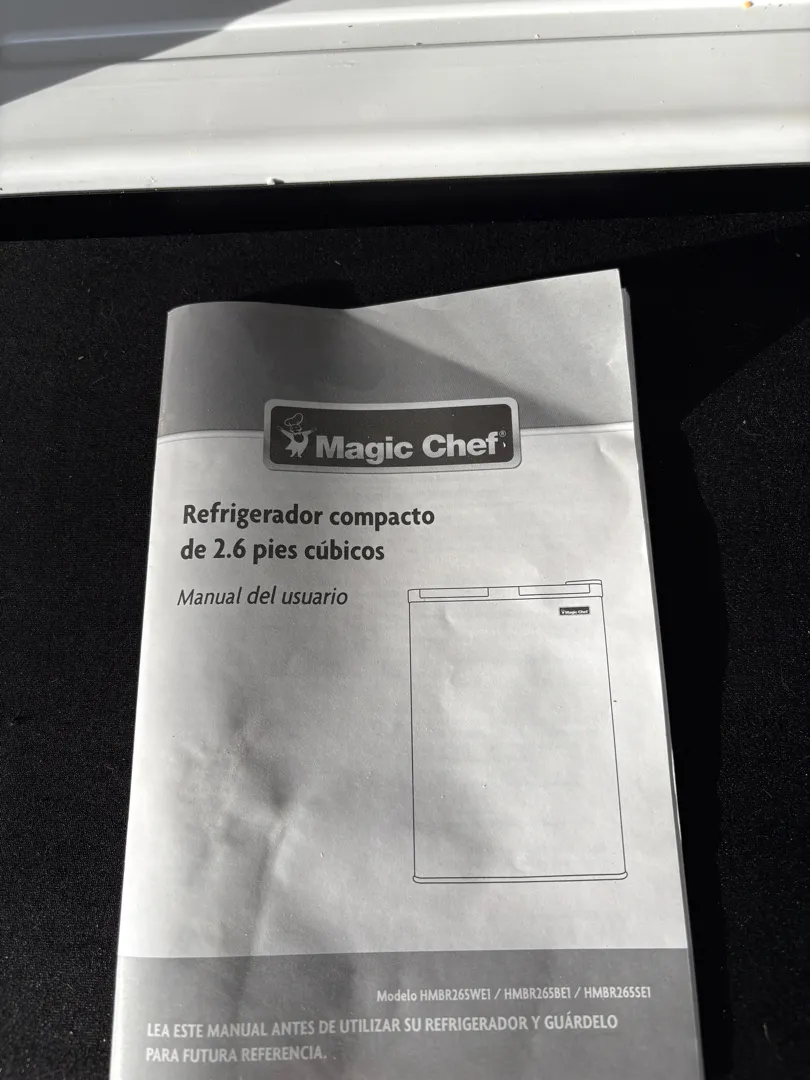 Magic Chef®
Refrigerador compacto
de 2.6 pies cúbicos
Manual del usuario
Magic Chef
Modelo HMBR265WE1 / HMBR265BE1 / HMBR265SE1
LEA ESTE MANUAL ANTES DE UTILIZAR SU REFRIGERADOR Y GUÁRDELO
PARA FUTURA REFERENCIA.